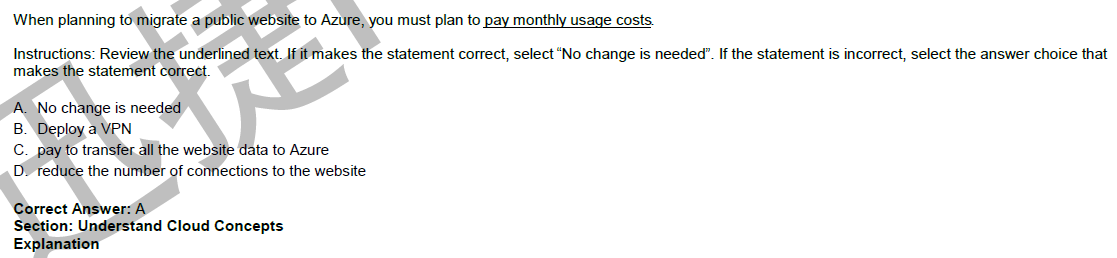 When planning to migrate a public website to Azure, you must plan to pay monthly usage costs.
Instructions: Review the underlined text. If it makes the statement correct, select “No change is needed”. If the statement is incorrect, select the answer choice that
makes the statement correct.
A. No change is needed
B. Deploy a VPN
C. pay to transfer all the website data to Azure
D. reduce the number of connections to the website
Correct Answer: A
Section: Understand Cloud Concepts
Explanation
迅捷